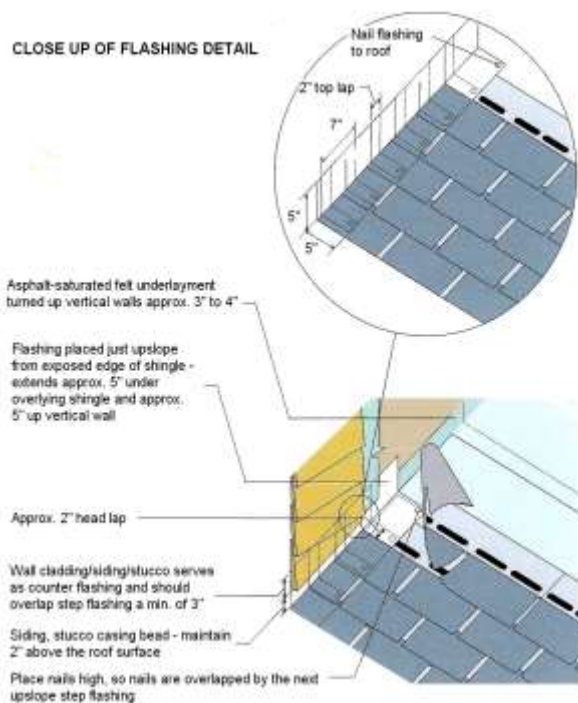 CLOSE UP OF FLASHING DETAIL
Nail flashing
to roof
2" top lap
7"
5"
5"
Asphalt-saturated felt underlayment
turned up vertical walls approx. 3" to 4"
Flashing placed just upslope
from exposed edge of shingle -
extends approx. 5" under
overlying shingle and approx.
5" up vertical wall
Approx. 2" head lap
Wall cladding/siding/stucco serves
as counter flashing and should
overlap step flashing a min. of 3"
Siding, stucco casing bead - maintain
2" above the roof surface
Place nails high, so nails are overlapped by the next
upslope step flashing